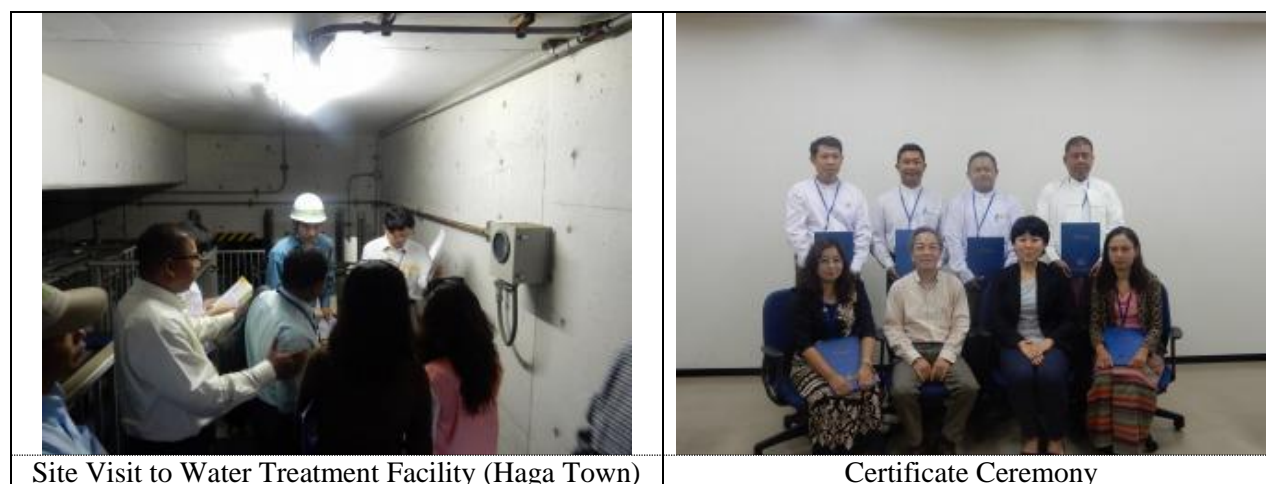 Site Visit to Water Treatment Facility (Haga Town)
Certificate Ceremony